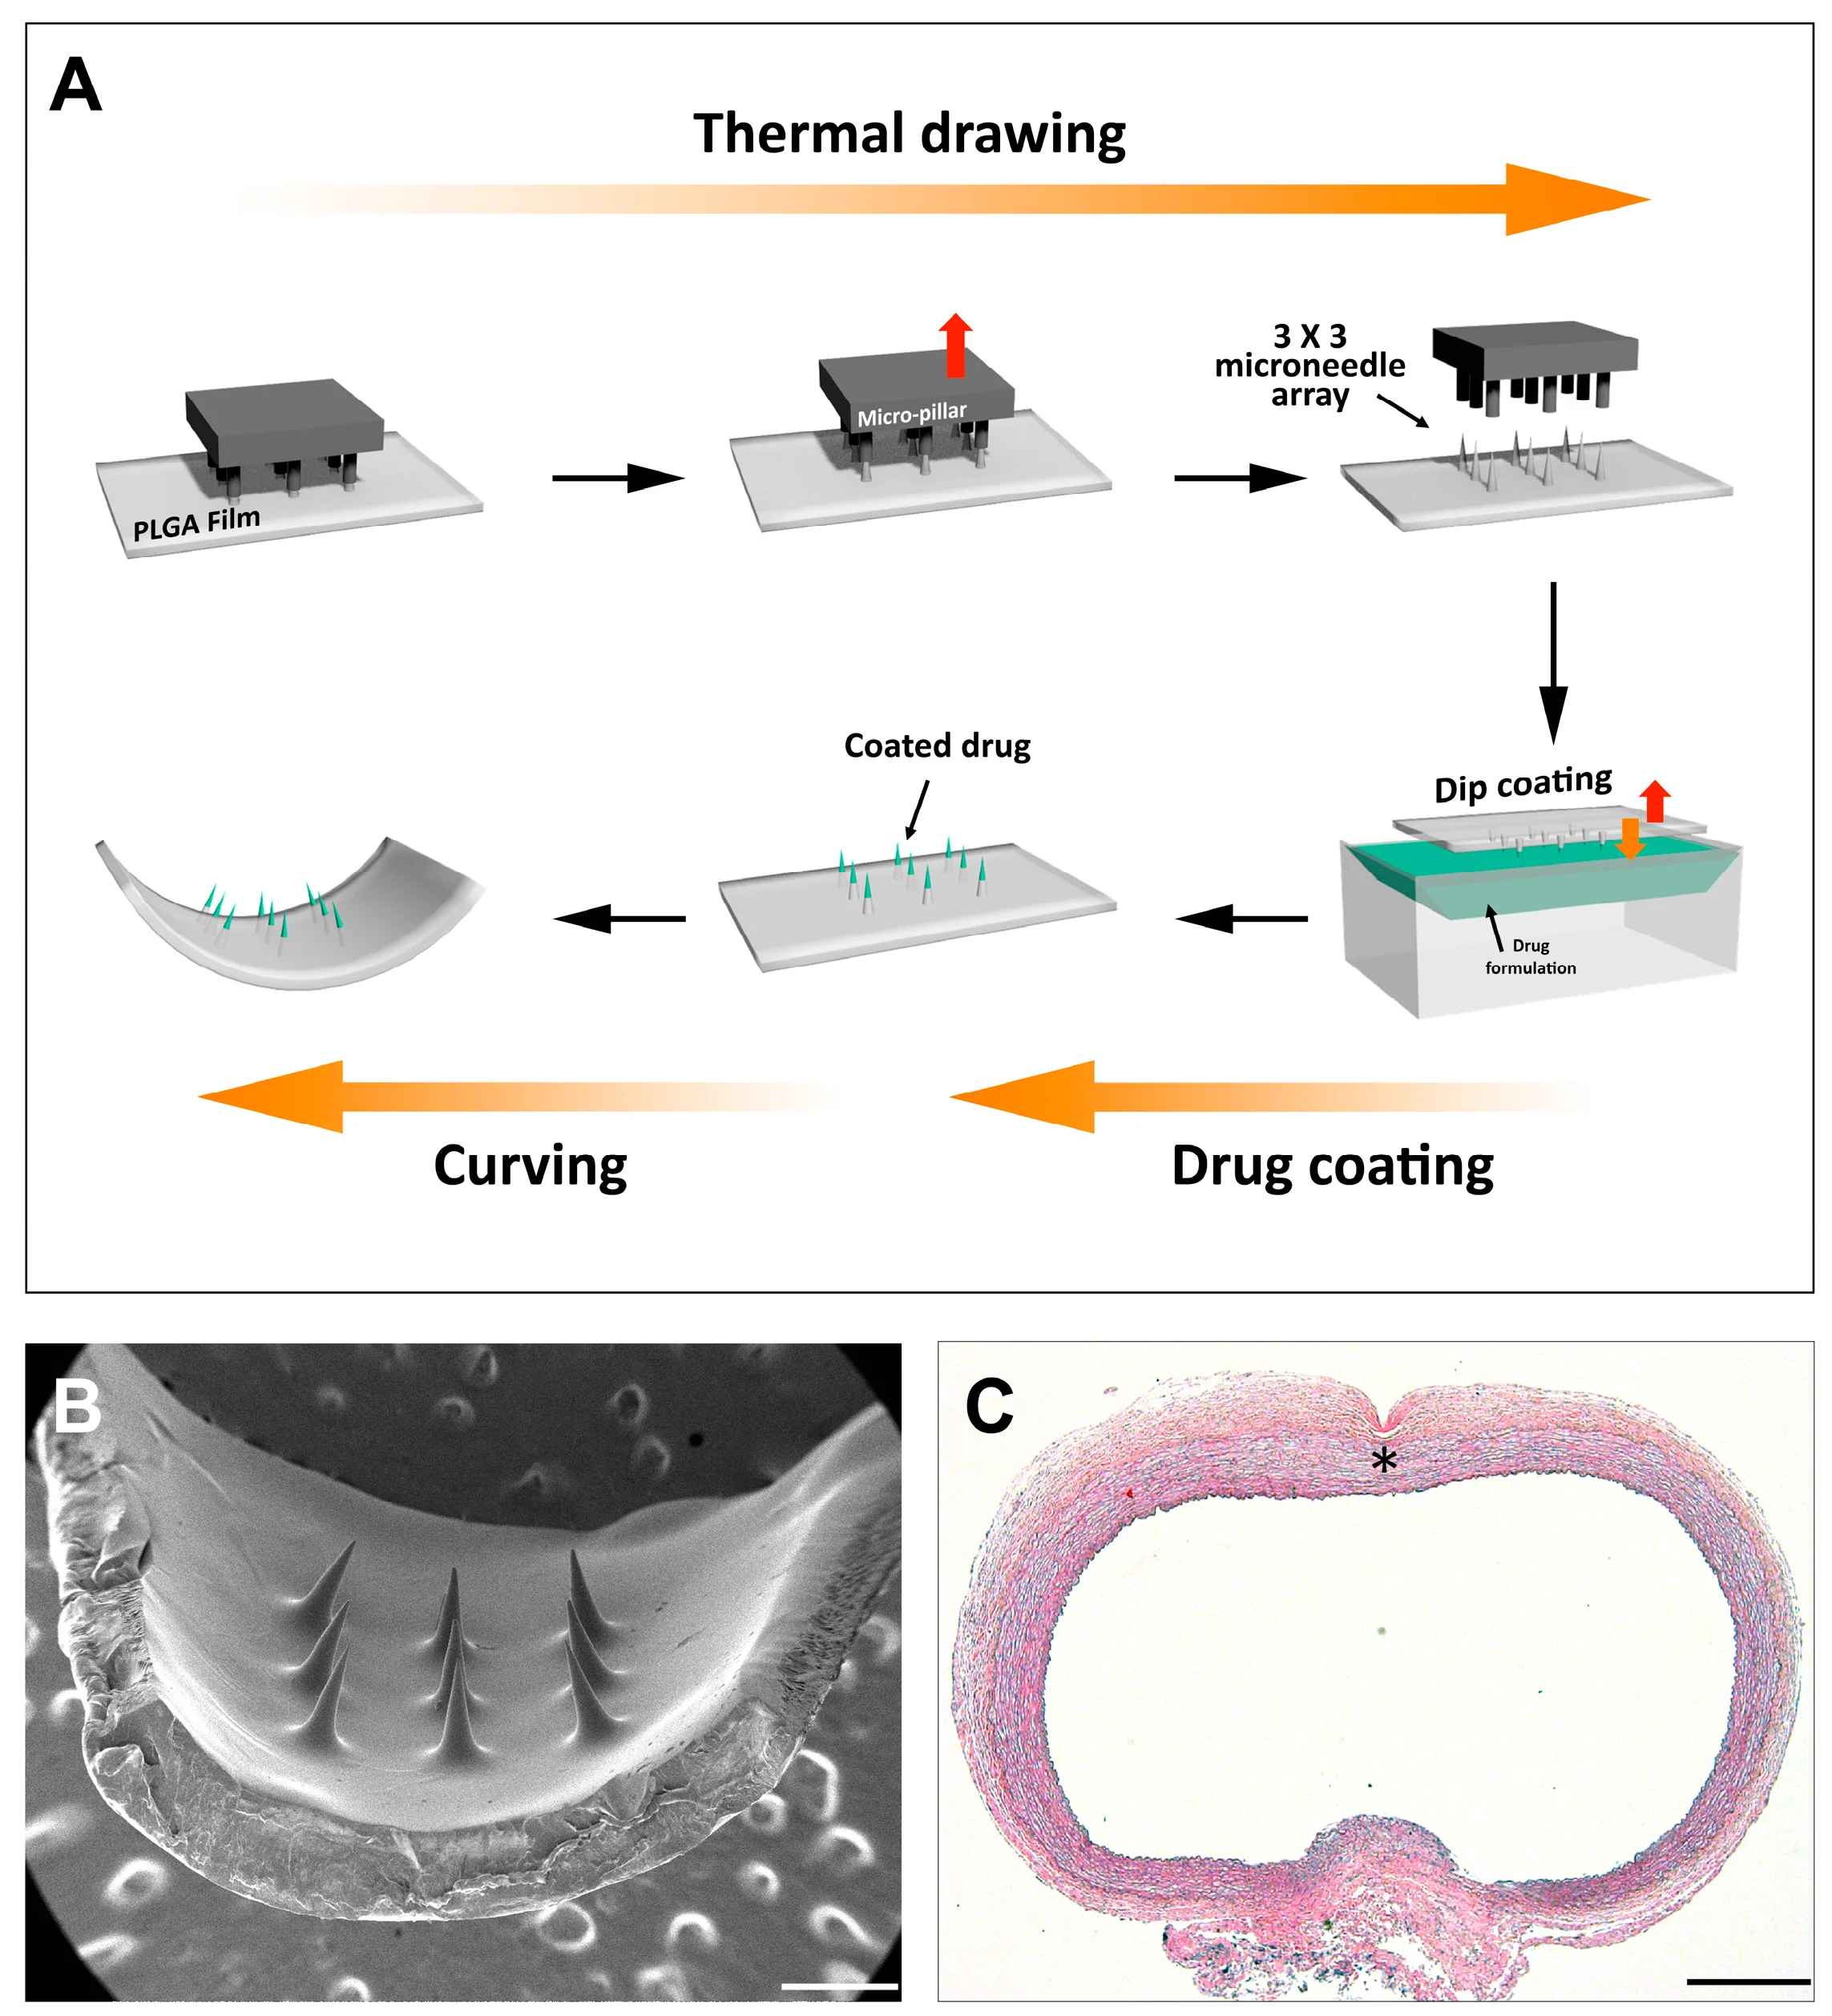 A
Thermal drawing
3 X 3
microneedle
array
Micro-pillar
PLGA Film
Coated drug
Dip coating
Drug
formulation
Curving
Drug coating
B
C
*